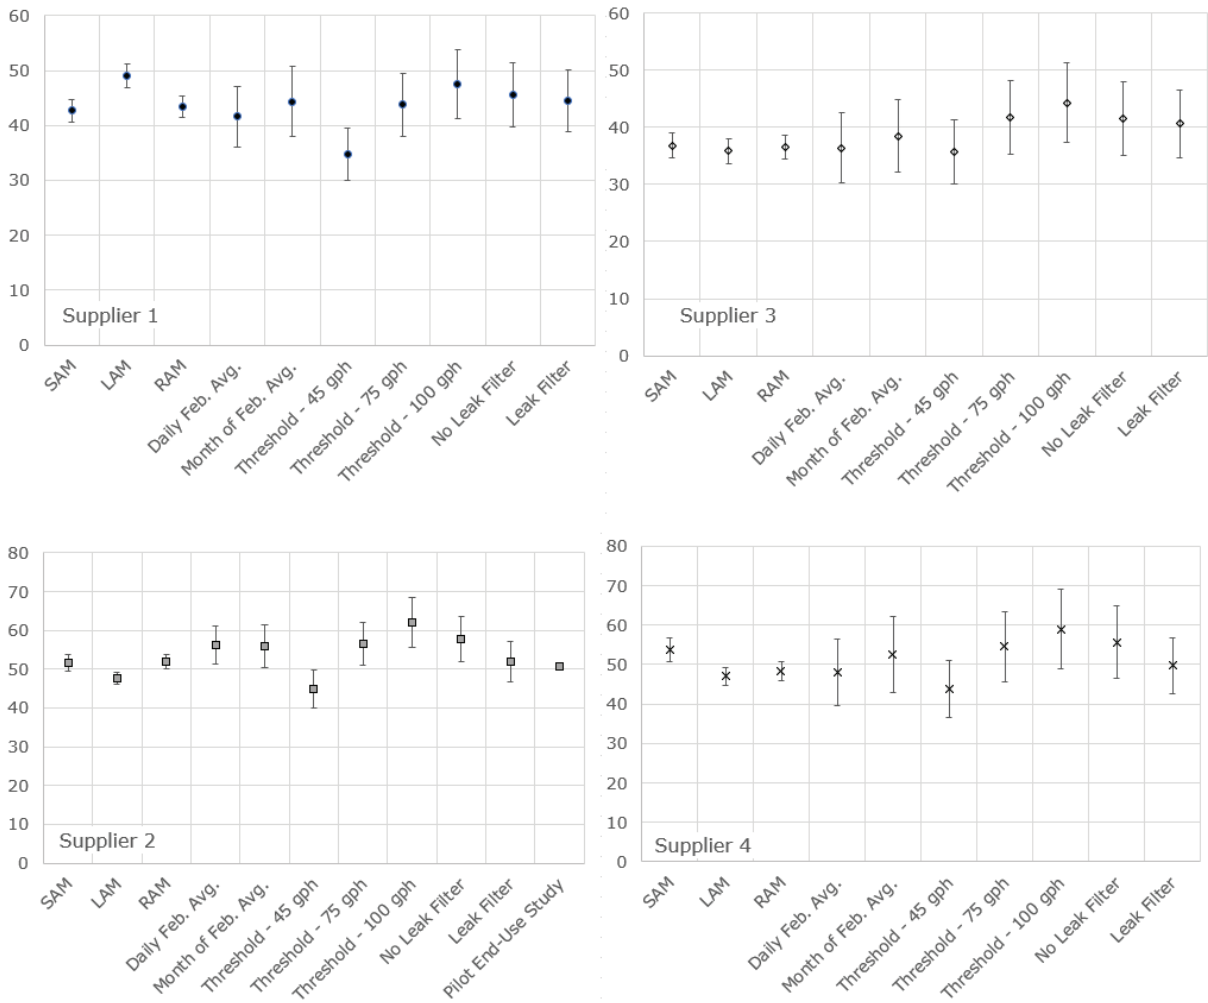 60
50
40
30
20
10
0
Supplier 1
SAM
LAM
RAM
Daily Feb. Avg.
Month of Feb. Avg.
Threshold - 45 gph
Threshold - 75 gph
Threshold - 100 gph
No Leak Filter
Leak Filter
60
50
40
30
20
10
0
Supplier 3
SAM
LAM
RAM
Daily Feb. Avg.
Month of Feb. Avg.
Threshold - 45 gph
Threshold - 75 gph
Threshold - 100 gph
No Leak Filter
Leak Filter
80
70
60
50
40
30
20
10
0
Supplier 2
SAM
LAM
RAM
Daily Feb. Avg.
Month of Feb. Avg.
Threshold - 45 gph
Threshold - 75 gph
Threshold - 100 gph
No Leak Filter
Leak Filter
Pilot End-Use Study
80
70
60
50
40
30
20
10
0
Supplier 4
SAM
LAM
RAM
Daily Feb. Avg.
Month of Feb. Avg.
Threshold - 45 gph
Threshold - 75 gph
Threshold - 100 gph
No Leak Filter
Leak Filter